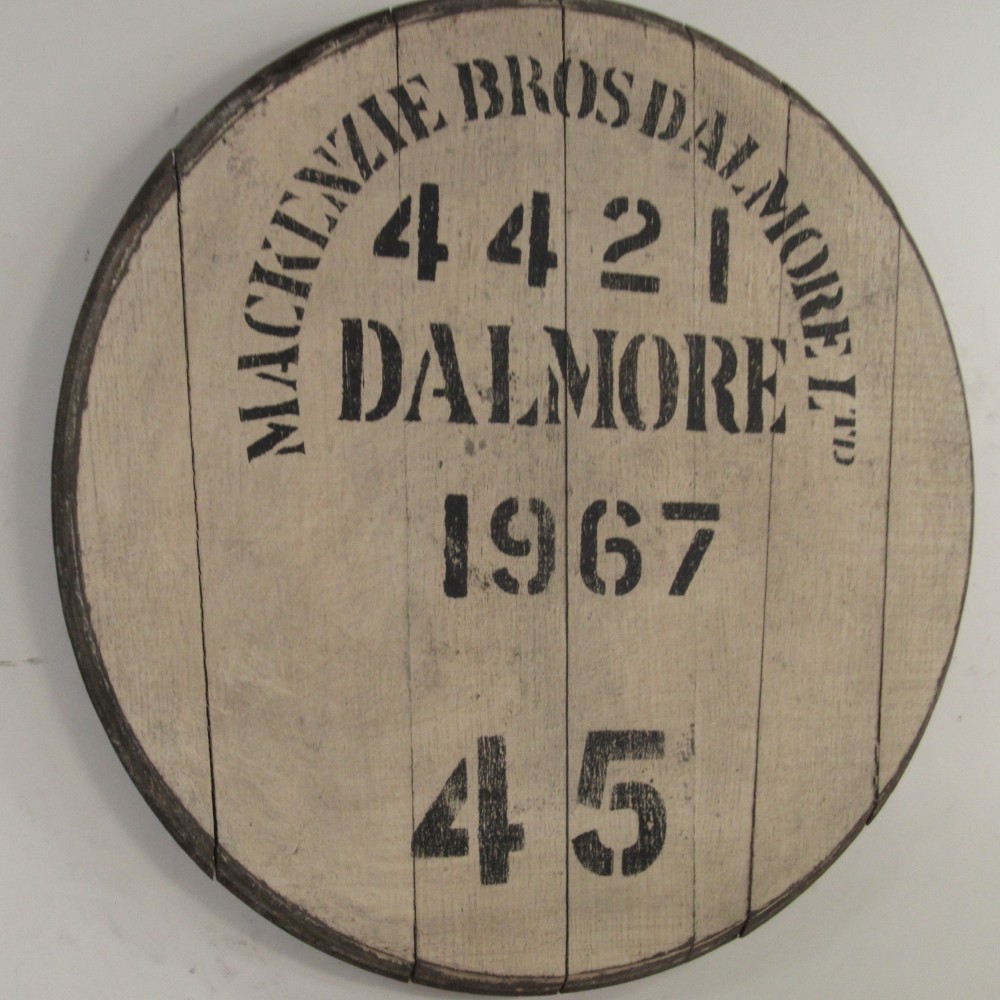 MACKENZIE BROS DALMORE LTD
4421
DALMORE
1967
45